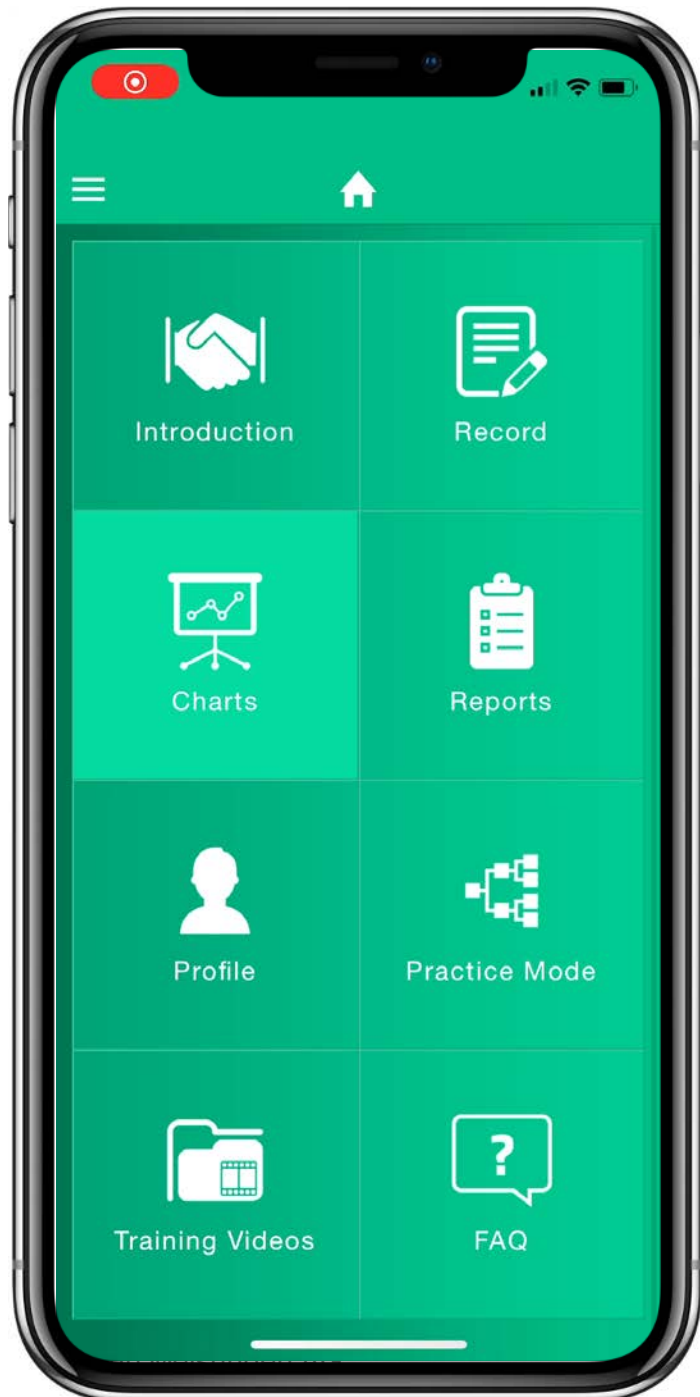 Introduction
Record
Charts
Reports
Profile
Practice Mode
Training Videos
?
FAQ